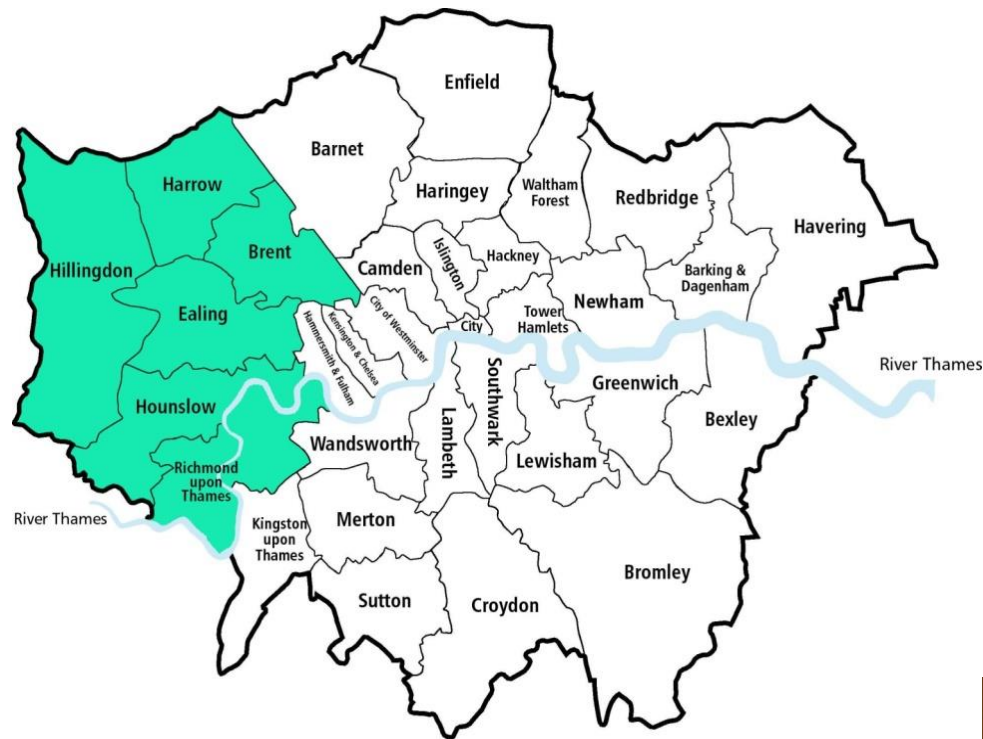 Enfield
Barnet
Harrow
Haringey
Waltham
Forest
Redbridge
Havering
Brent
Islington
Hackney
Camden
Hillingdon
Barking &
Dagenham
Ealing
Newham
City of Westminster
Kensington & Chelsea
Hammersmith & Fulham
City
Tower
Hamlets
River Thames
Southwark
Greenwich
Hounslow
Bexley
Wandsworth
Lambeth
Lewisham
Richmond
upon
Thames
River Thames
Kingston
upon
Thames
Merton
Bromley
Sutton
Croydon